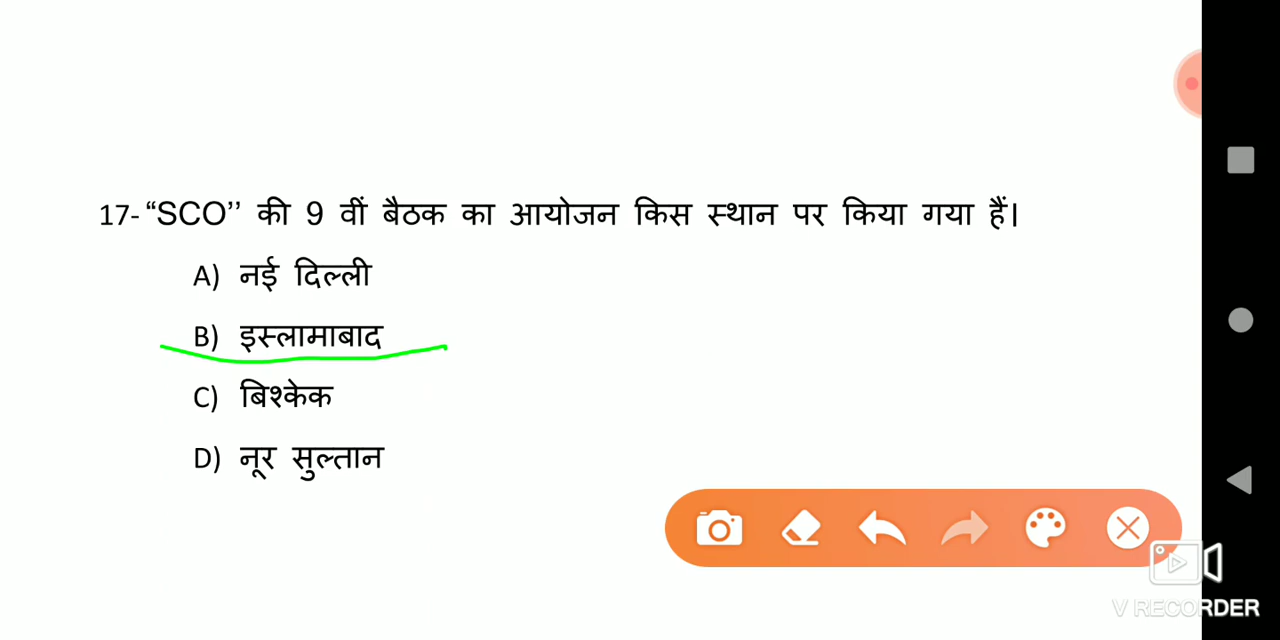 17- “SCO’’ की 9 वीं बैठक का आयोजन किस स्थान पर किया गया हैं।
A) नई दिल्ली
B) इस्लामाबाद
C) बिश्केक
D) नूर सुल्तान
V RECORDER